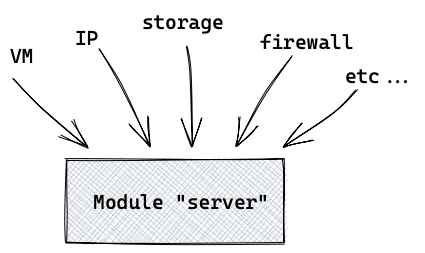 VM
IP
storage
firewall
etc ...
Module "server"